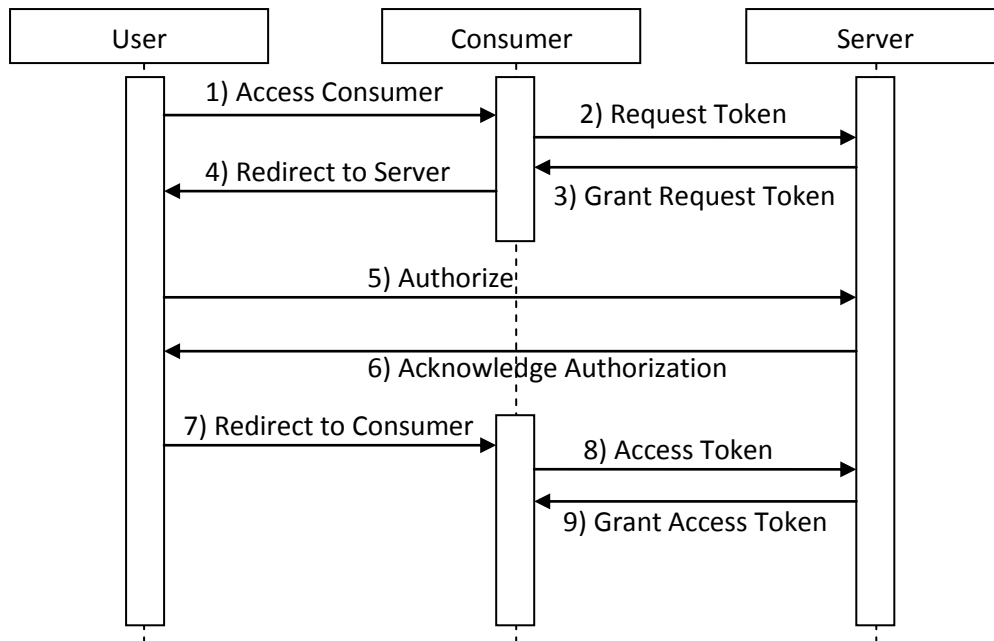 User
Consumer
Server
1) Access Consumer
2) Request Token
4) Redirect to Server
3) Grant Request Token
5) Authorize
6) Acknowledge Authorization
7) Redirect to Consumer
8) Access Token
9) Grant Access Token